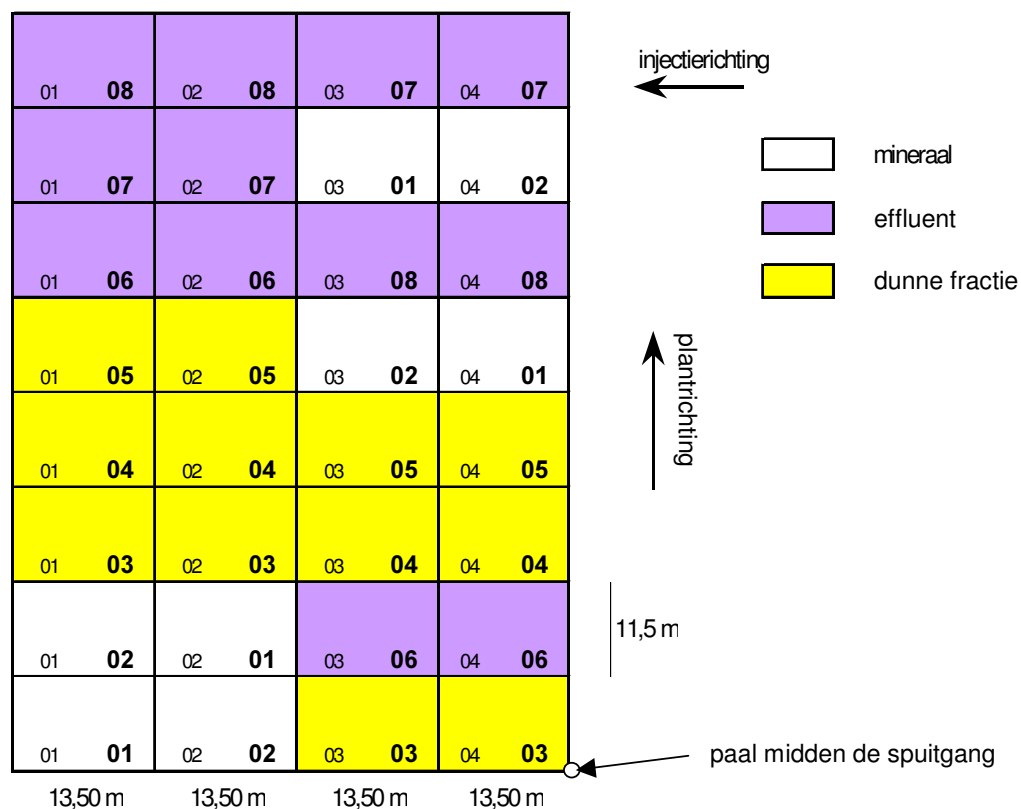 injectierichting
01 08 02 08 03 07 04 07
mineraal
01 07 02 07 03 01 04 02
effluent
01 06 02 06 03 08 04 08
dunne fractie
01 05 02 05 03 02 04 01
plantrichting
01 04 02 04 03 05 04 05
01 03 02 03 03 04 04 04
11,5 m
01 02 02 01 03 06 04 06
01 01 02 02 03 03 04 03
paal midden de spuitgang
13,50 m 13,50 m 13,50 m 13,50 m